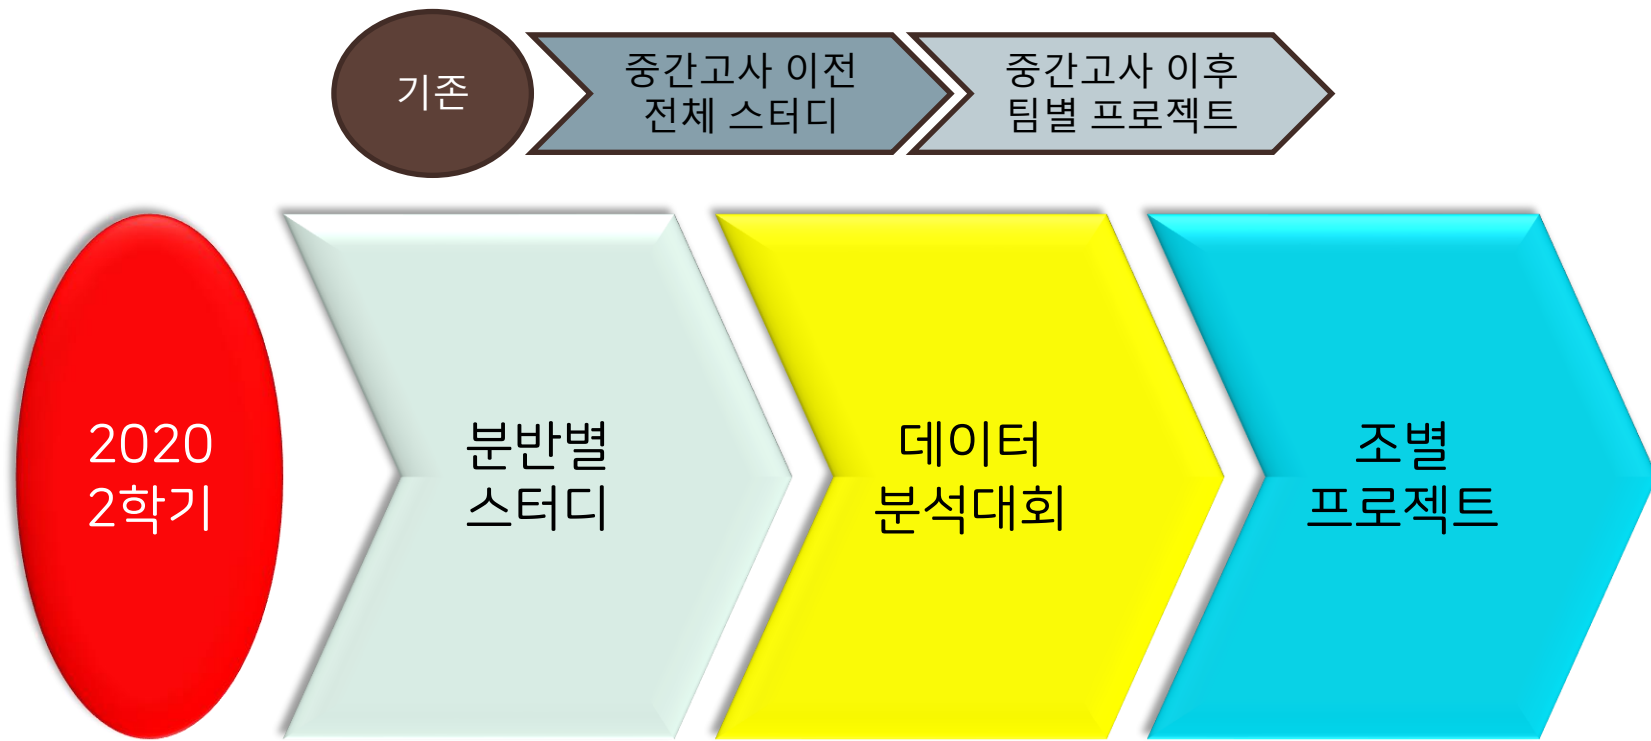 기존
중간고사 이전
전체 스터디
중간고사 이후
팀별 프로젝트
2020
2학기
분반별
스터디
데이터
분석대회
조별
프로젝트